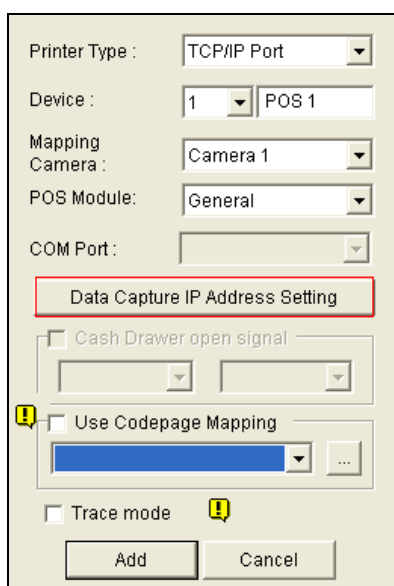 Printer Type : TCP/IP Port
Device : 1 POS 1
Mapping
Camera : Camera 1
POS Module: General
COM Port :
Data Capture IP Address Setting
Cash Drawer open signal
! Use Codepage Mapping
...
Trace mode !
Add Cancel